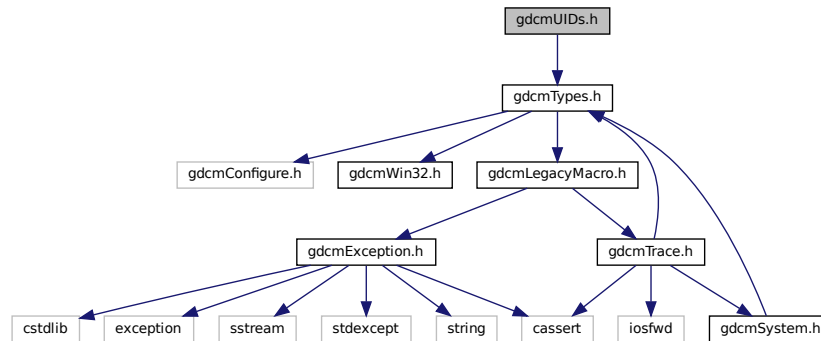 gdcmUIDs.h
gdcmTypes.h
gdcmConfigure.h
gdcmWin32.h
gdcmLegacyMacro.h
gdcmException.h
gdcmTrace.h
cstdlib
exception
sstream
stdexcept
string
cassert
iosfwd
gdcmSystem.h